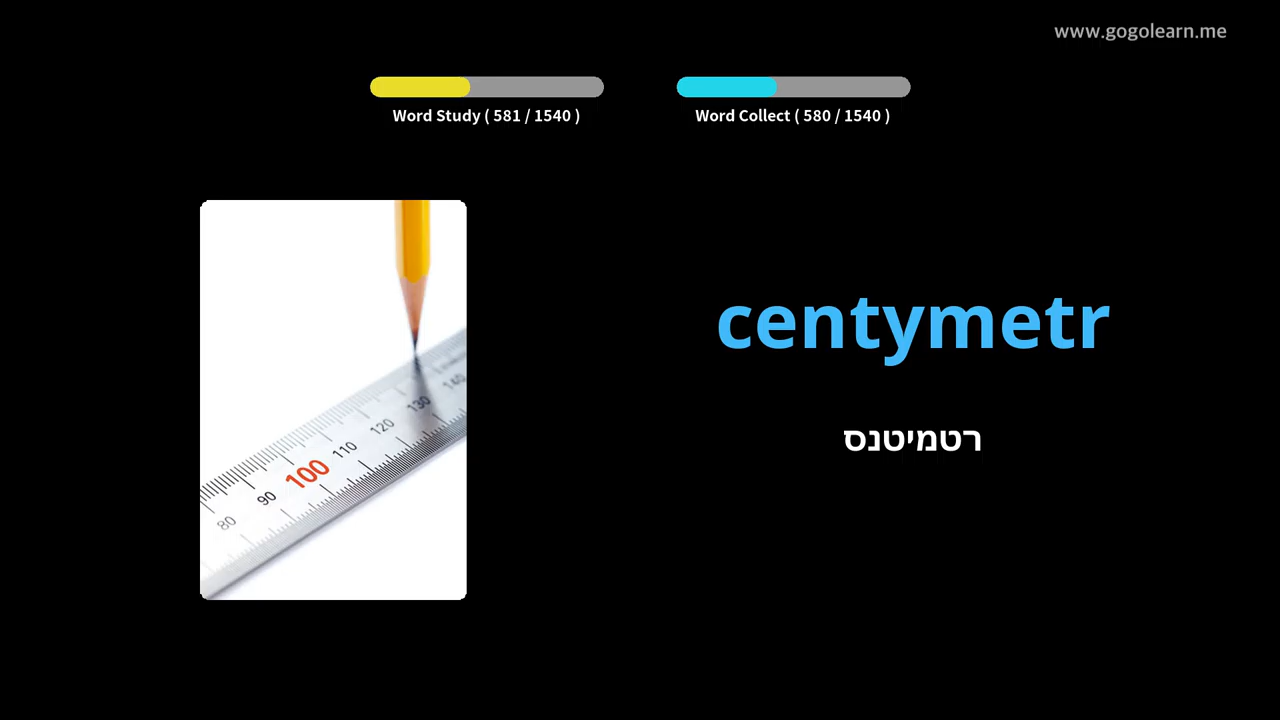 www.gogolearn.me
Word Study ( 581 / 1540 )
Word Collect ( 580 / 1540 )
centymetr
רטמיטנס
80
90
100
110
120
130
140